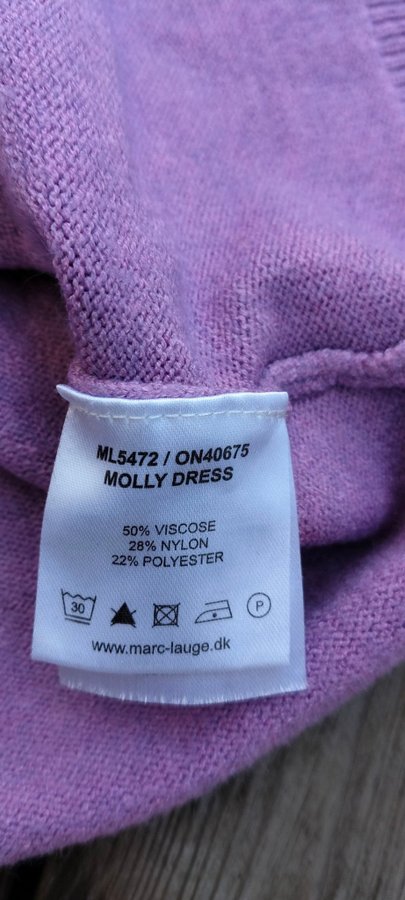 ML5472 / ON40675
MOLLY DRESS
50% VISCOSE
28% NYLON
22% POLYESTER
30
P
www.marc-lauge.dk